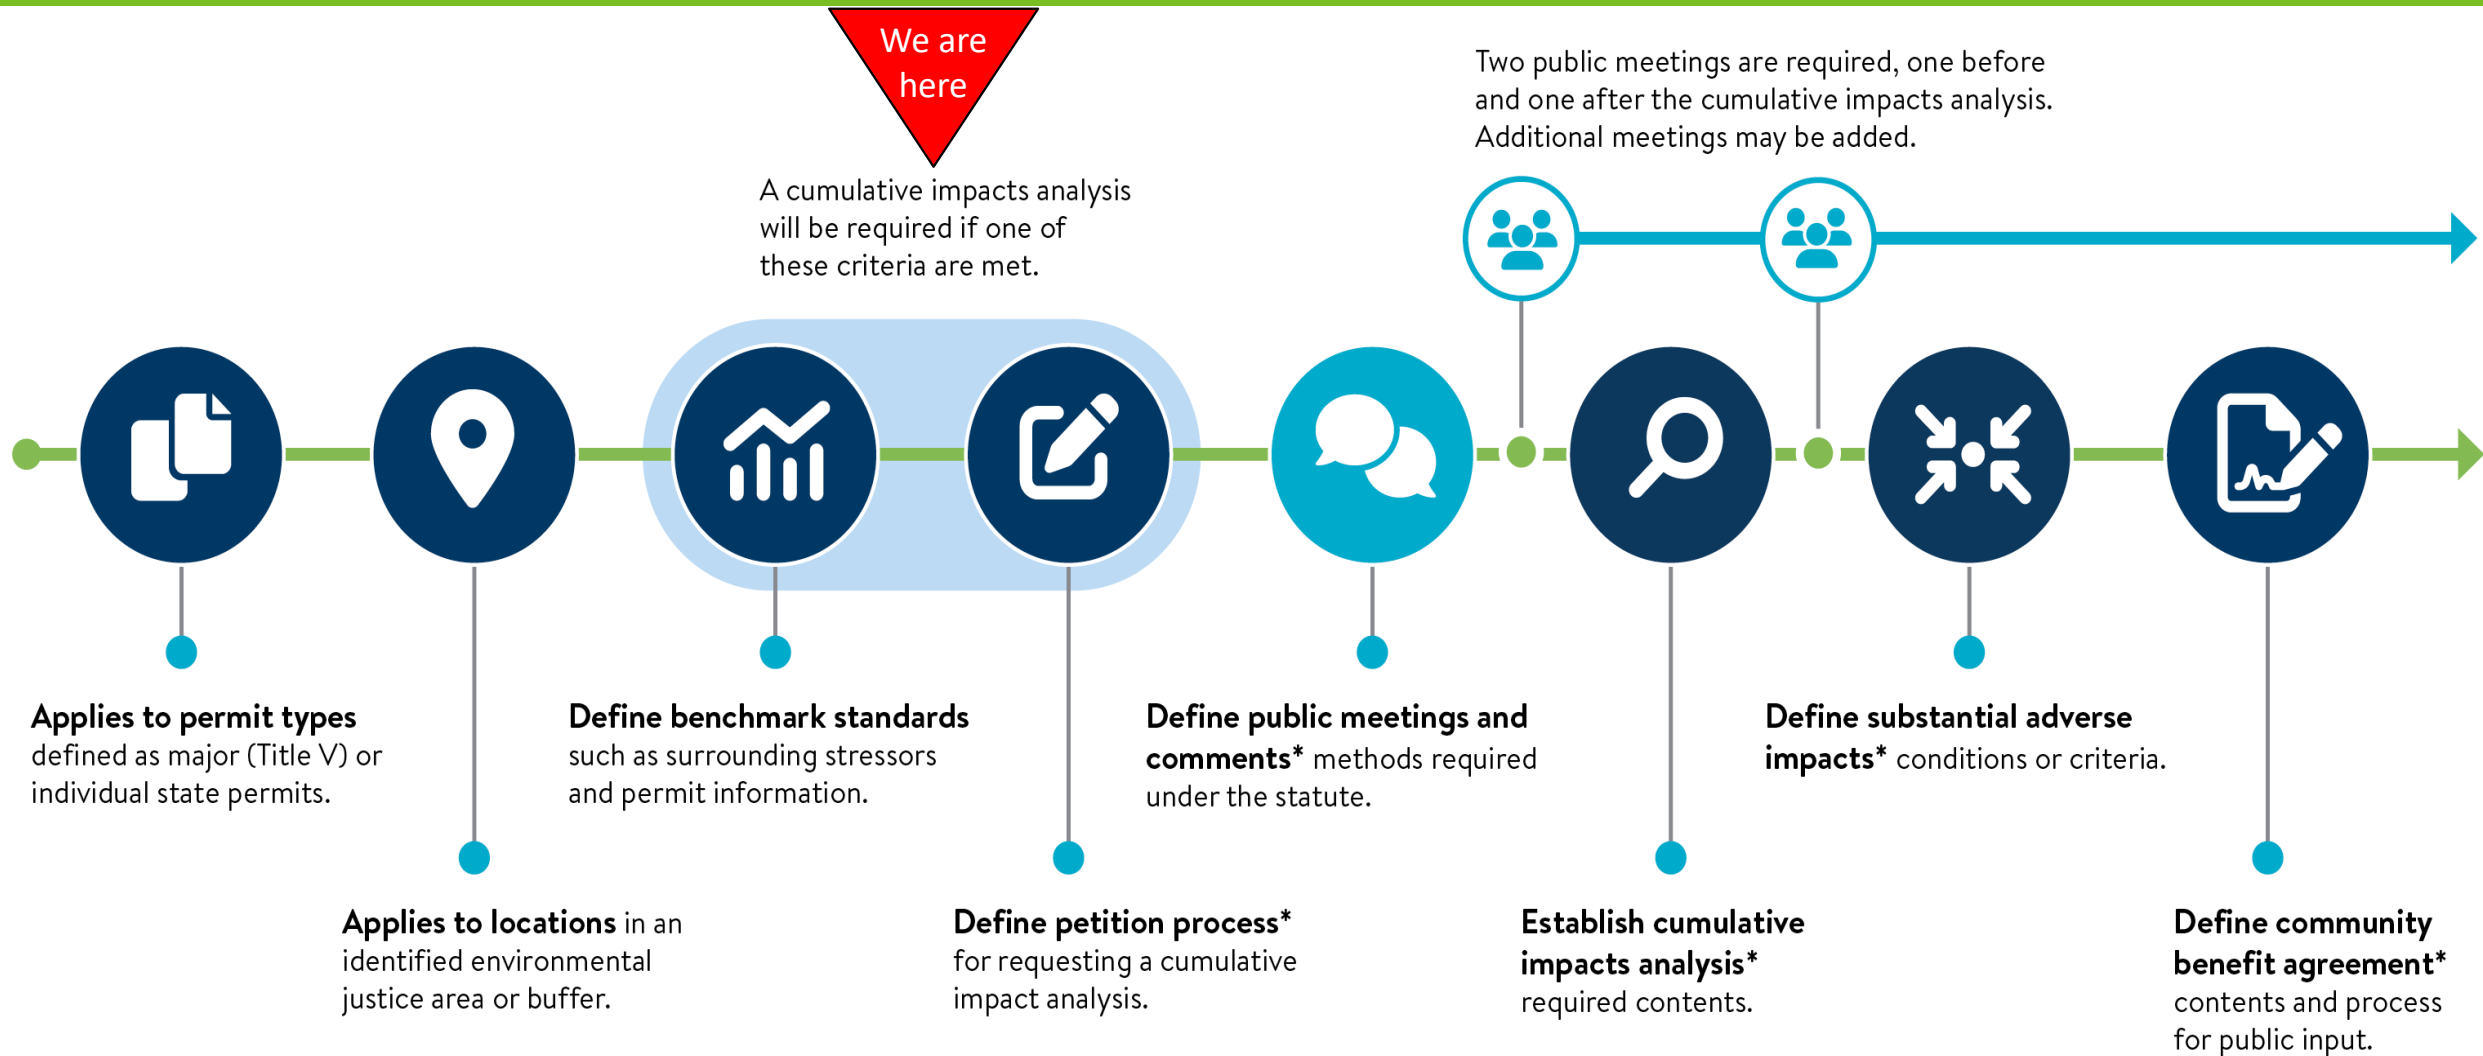 We are
here
A cumulative impacts analysis
will be required if one of
these criteria are met.
Two public meetings are required, one before
and one after the cumulative impacts analysis.
Additional meetings may be added.
Applies to permit types
defined as major (Title V) or
individual state permits.
Applies to locations in an
identified environmental
justice area or buffer.
Define benchmark standards
such as surrounding stressors
and permit information.
Define petition process*
for requesting a cumulative
impact analysis.
Define public meetings and
comments* methods required
under the statute.
Establish cumulative
impacts analysis*
required contents.
Define substantial adverse
impacts* conditions or criteria.
Define community
benefit agreement*
contents and process
for public input.